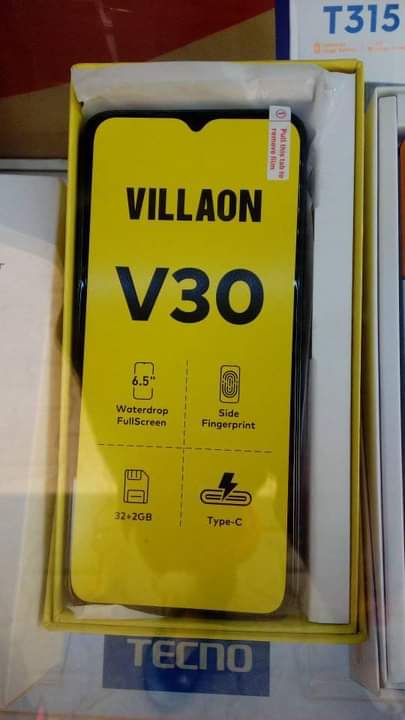 T315
Pull this tab to
remove film
VILLAON
V30
6.5"
Waterdrop
FullScreen
Side
Fingerprint
32+2GB
Type-C
TECNO